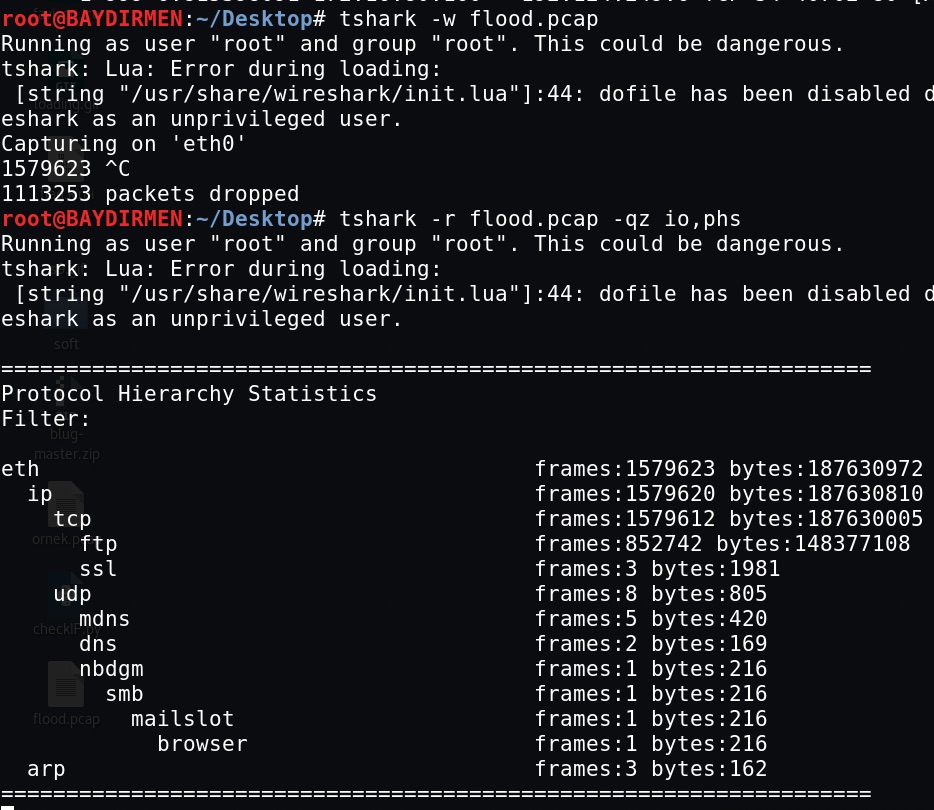 root@BAYDIRMEN:~/Desktop# tshark -w flood.pcap
Running as user "root" and group "root". This could be dangerous.
tshark: Lua: Error during loading:
 [string "/usr/share/wireshark/init.lua"]:44: dofile has been disabled d
eshark as an unprivileged user.
Capturing on 'eth0'
1579623 ^C
1113253 packets dropped
root@BAYDIRMEN:~/Desktop# tshark -r flood.pcap -qz io,phs
Running as user "root" and group "root". This could be dangerous.
tshark: Lua: Error during loading:
 [string "/usr/share/wireshark/init.lua"]:44: dofile has been disabled d
eshark as an unprivileged user.
soft
===================================================================
Protocol Hierarchy Statistics
Filter:
blug-
master.zip
eth frames:1579623 bytes:187630972
  ip frames:1579620 bytes:187630810
    tcp frames:1579612 bytes:187630005
      ftp frames:852742 bytes:148377108
      ssl frames:3 bytes:1981
    udp frames:8 bytes:805
      mdns frames:5 bytes:420
      dns frames:2 bytes:169
      nbdgm frames:1 bytes:216
        smb frames:1 bytes:216
          mailslot frames:1 bytes:216
flood.pcap
            browser frames:1 bytes:216
  arp frames:3 bytes:162
===================================================================